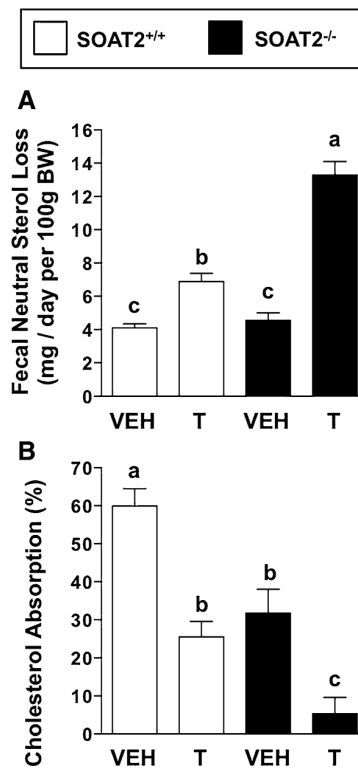 SOAT2+/+ SOAT2-/-
A
Fecal Neutral Sterol Loss
(mg / day per 100g BW)
16
14
12
10
8
6
4
2
0
c
b
c
a
VEH T VEH T
B
Cholesterol Absorption (%)
70
60
50
40
30
20
10
0
a
b
b
c
VEH T VEH T